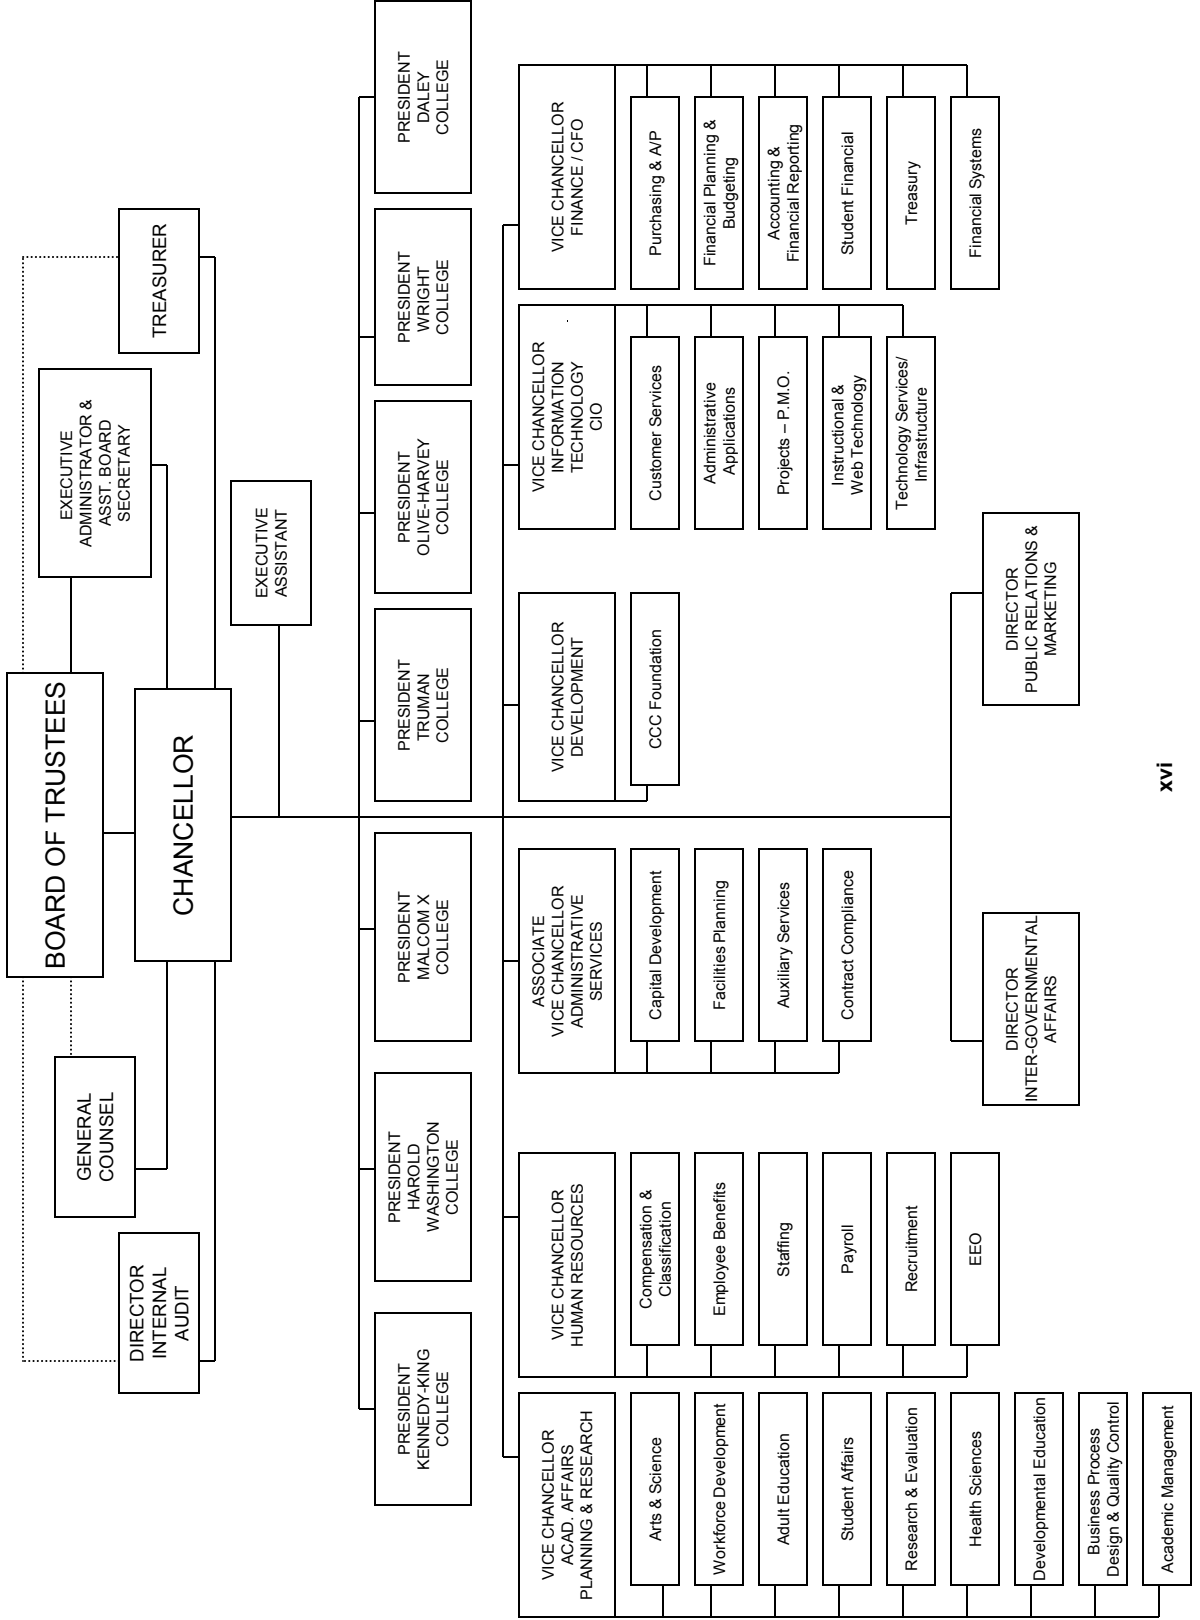 BOARD OF TRUSTEES
EXECUTIVE
ADMINISTRATOR &
ASST. BOARD
SECRETARY
GENERAL
COUNSEL
DIRECTOR
INTERNAL
AUDIT
CHANCELLOR
TREASURER
EXECUTIVE
ASSISTANT
PRESIDENT
KENNEDY-KING
COLLEGE
PRESIDENT
HAROLD
WASHINGTON
COLLEGE
PRESIDENT
MALCOM X
COLLEGE
PRESIDENT
TRUMAN
COLLEGE
PRESIDENT
OLIVE-HARVEY
COLLEGE
PRESIDENT
WRIGHT
COLLEGE
PRESIDENT
DALEY
COLLEGE
VICE CHANCELLOR
ACAD. AFFAIRS
PLANNING & RESEARCH
Arts & Science
Workforce Development
Adult Education
Student Affairs
Research & Evaluation
Health Sciences
Developmental Education
Business Process
Design & Quality Control
Academic Management
VICE CHANCELLOR
HUMAN RESOURCES
Compensation &
Classification
Employee Benefits
Staffing
Payroll
Recruitment
EEO
ASSOCIATE
VICE CHANCELLOR
ADMINISTRATIVE
SERVICES
Capital Development
Facilities Planning
Auxiliary Services
Contract Compliance
VICE CHANCELLOR
DEVELOPMENT
CCC Foundation
VICE CHANCELLOR
INFORMATION
TECHNOLOGY
CIO
Customer Services
Administrative
Applications
Projects – P.M.O.
Instructional &
Web Technology
Technology Services/
Infrastructure
VICE CHANCELLOR
FINANCE / CFO
Purchasing & A/P
Financial Planning &
Budgeting
Accounting &
Financial Reporting
Student Financial
Treasury
Financial Systems
DIRECTOR
INTER-GOVERNMENTAL
AFFAIRS
DIRECTOR
PUBLIC RELATIONS &
MARKETING
xvi